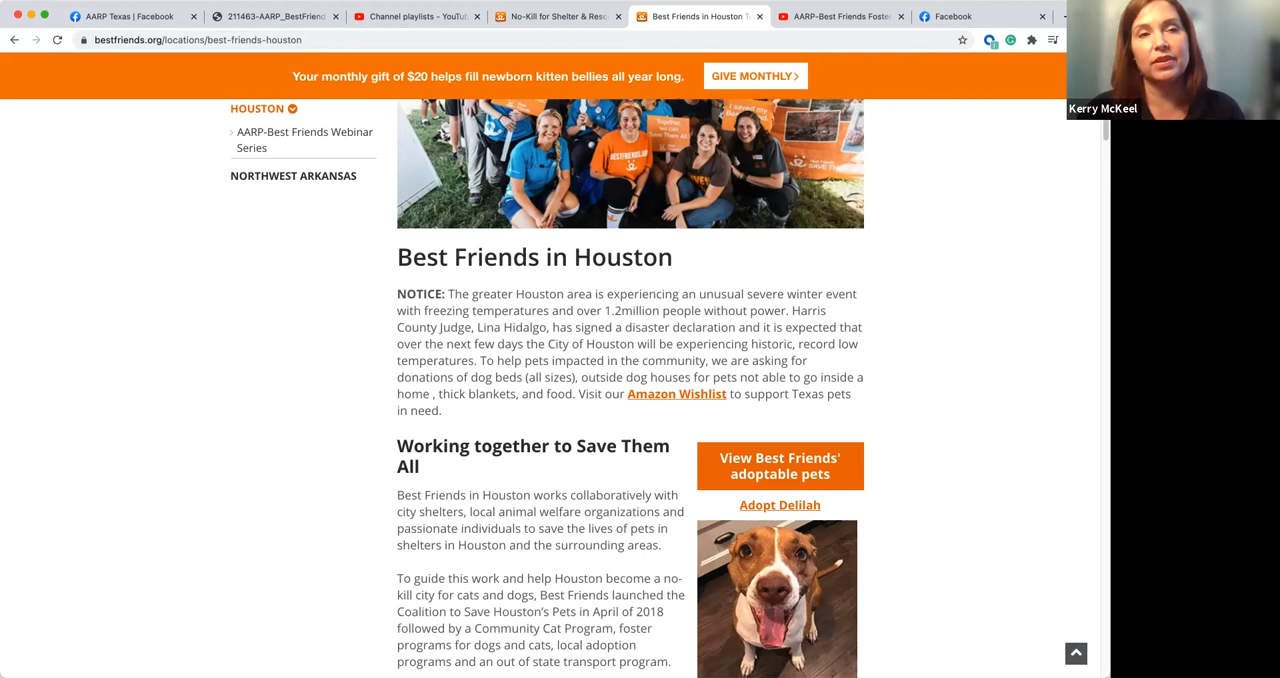 AARP Texas | Facebook
211463-AARP_BestFriend
Channel playlists - YouTu
No-Kill for Shelter & Resc
Best Friends in Houston T
AARP-Best Friends Foster
Facebook
bestfriends.org/locations/best-friends-houston
Your monthly gift of $20 helps fill newborn kitten bellies all year long.
GIVE MONTHLY
Kerry McKeel
HOUSTON
AARP-Best Friends Webinar
Series
NORTHWEST ARKANSAS
Best Friends in Houston
NOTICE: The greater Houston area is experiencing an unusual severe winter event
with freezing temperatures and over 1.2million people without power. Harris
County Judge, Lina Hidalgo, has signed a disaster declaration and it is expected that
over the next few days the City of Houston will be experiencing historic, record low
temperatures. To help pets impacted in the community, we are asking for
donations of dog beds (all sizes), outside dog houses for pets not able to go inside a
home , thick blankets, and food. Visit our Amazon Wishlist to support Texas pets
in need.
Working together to Save Them
All
Best Friends in Houston works collaboratively with
city shelters, local animal welfare organizations and
passionate individuals to save the lives of pets in
shelters in Houston and the surrounding areas.
To guide this work and help Houston become a no-
kill city for cats and dogs, Best Friends launched the
Coalition to Save Houston's Pets in April of 2018
followed by a Community Cat Program, foster
programs for dogs and cats, local adoption
programs and an out of state transport program.
View Best Friends'
adoptable pets
Adopt Delilah